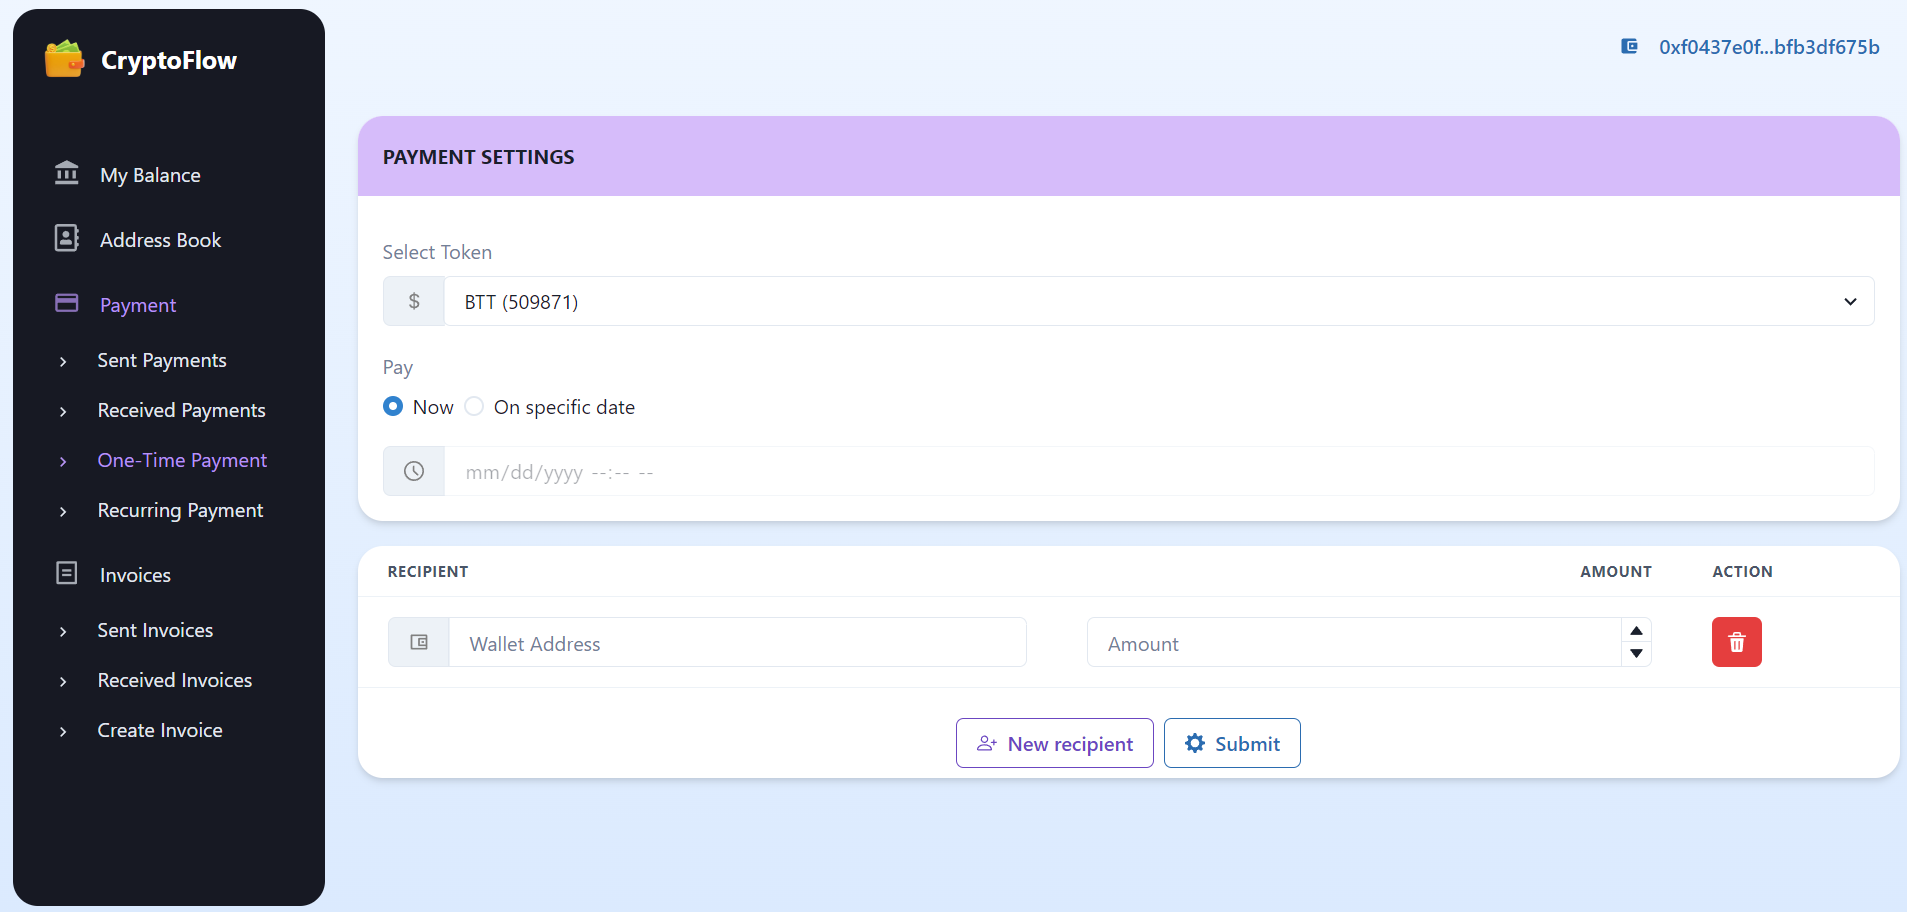 CryptoFlow
0xf0437e0f...bfb3df675b
My Balance
Address Book
Payment
Sent Payments
Received Payments
One-Time Payment
Recurring Payment
Invoices
Sent Invoices
Received Invoices
Create Invoice
PAYMENT SETTINGS
Select Token
$ BTT (509871)
Pay
Now On specific date
mm/dd/yyyy --:-- --
RECIPIENT AMOUNT ACTION
Wallet Address Amount
New recipient Submit